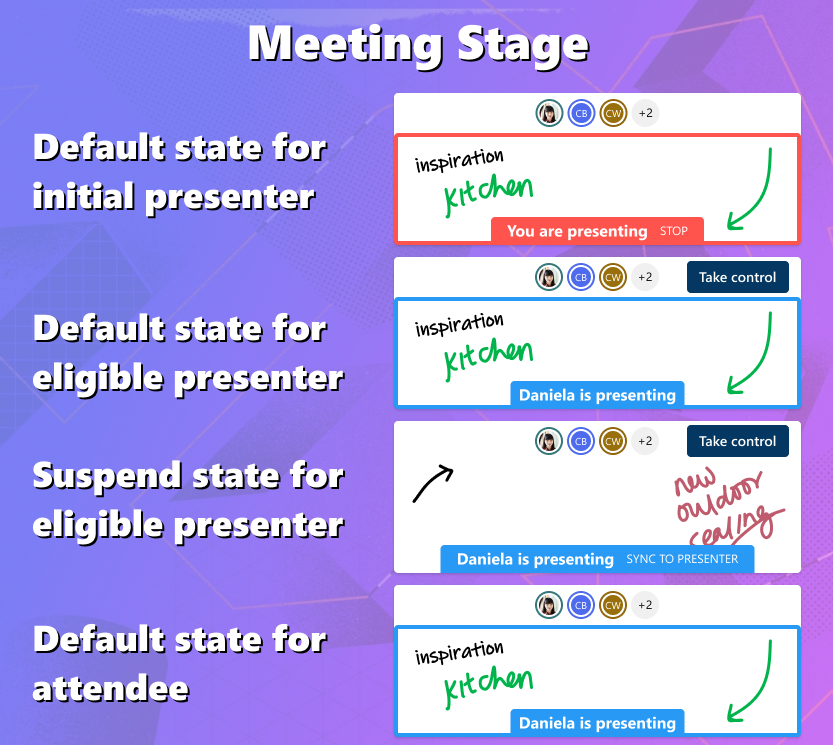 Meeting Stage
Default state for
initial presenter
CB CW +2
inspiration
kitchen
You are presenting STOP
Default state for
eligible presenter
CB CW +2 Take control
inspiration
kitchen
Daniela is presenting
Suspend state for
eligible presenter
CB CW +2 Take control
new
outdoor
sealing
Daniela is presenting SYNC TO PRESENTER
Default state for
attendee
CB CW +2
inspiration
kitchen
Daniela is presenting